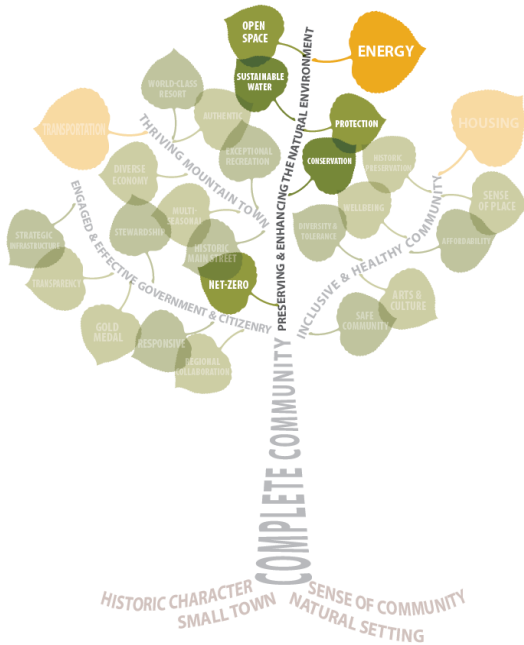 OPEN
SPACE
ENERGY
SUSTAINABLE
WATER
WORLD-CLASS
RESORT
AUTHENTIC
TRANSPORTATION
PROTECTION
HOUSING
EXCEPTIONAL
RECREATION
CONSERVATION
HISTORIC
PRESERVATION
THRIVING MOUNTAIN TOWN
PRESERVING & ENHANCING THE NATURAL ENVIRONMENT
DIVERSE
ECONOMY
MULTI-
SEASONAL
WELLBEING
SENSE
OF PLACE
STEWARDSHIP
DIVERSITY &
TOLERANCE
STRATEGIC
INFRASTRUCTURE
HISTORIC
MAIN STREET
AFFORDABILITY
ENGAGED & EFFECTIVE GOVERNMENT & CITIZENRY
INCLUSIVE & HEALTHY COMMUNITY
TRANSPARENCY
NET-ZERO
ARTS &
CULTURE
GOLD
MEDAL
RESPONSIVE
SAFE
COMMUNITY
REGIONAL
COLLABORATION
COMPLETE COMMUNITY
HISTORIC CHARACTER
SENSE OF COMMUNITY
SMALL TOWN
NATURAL SETTING